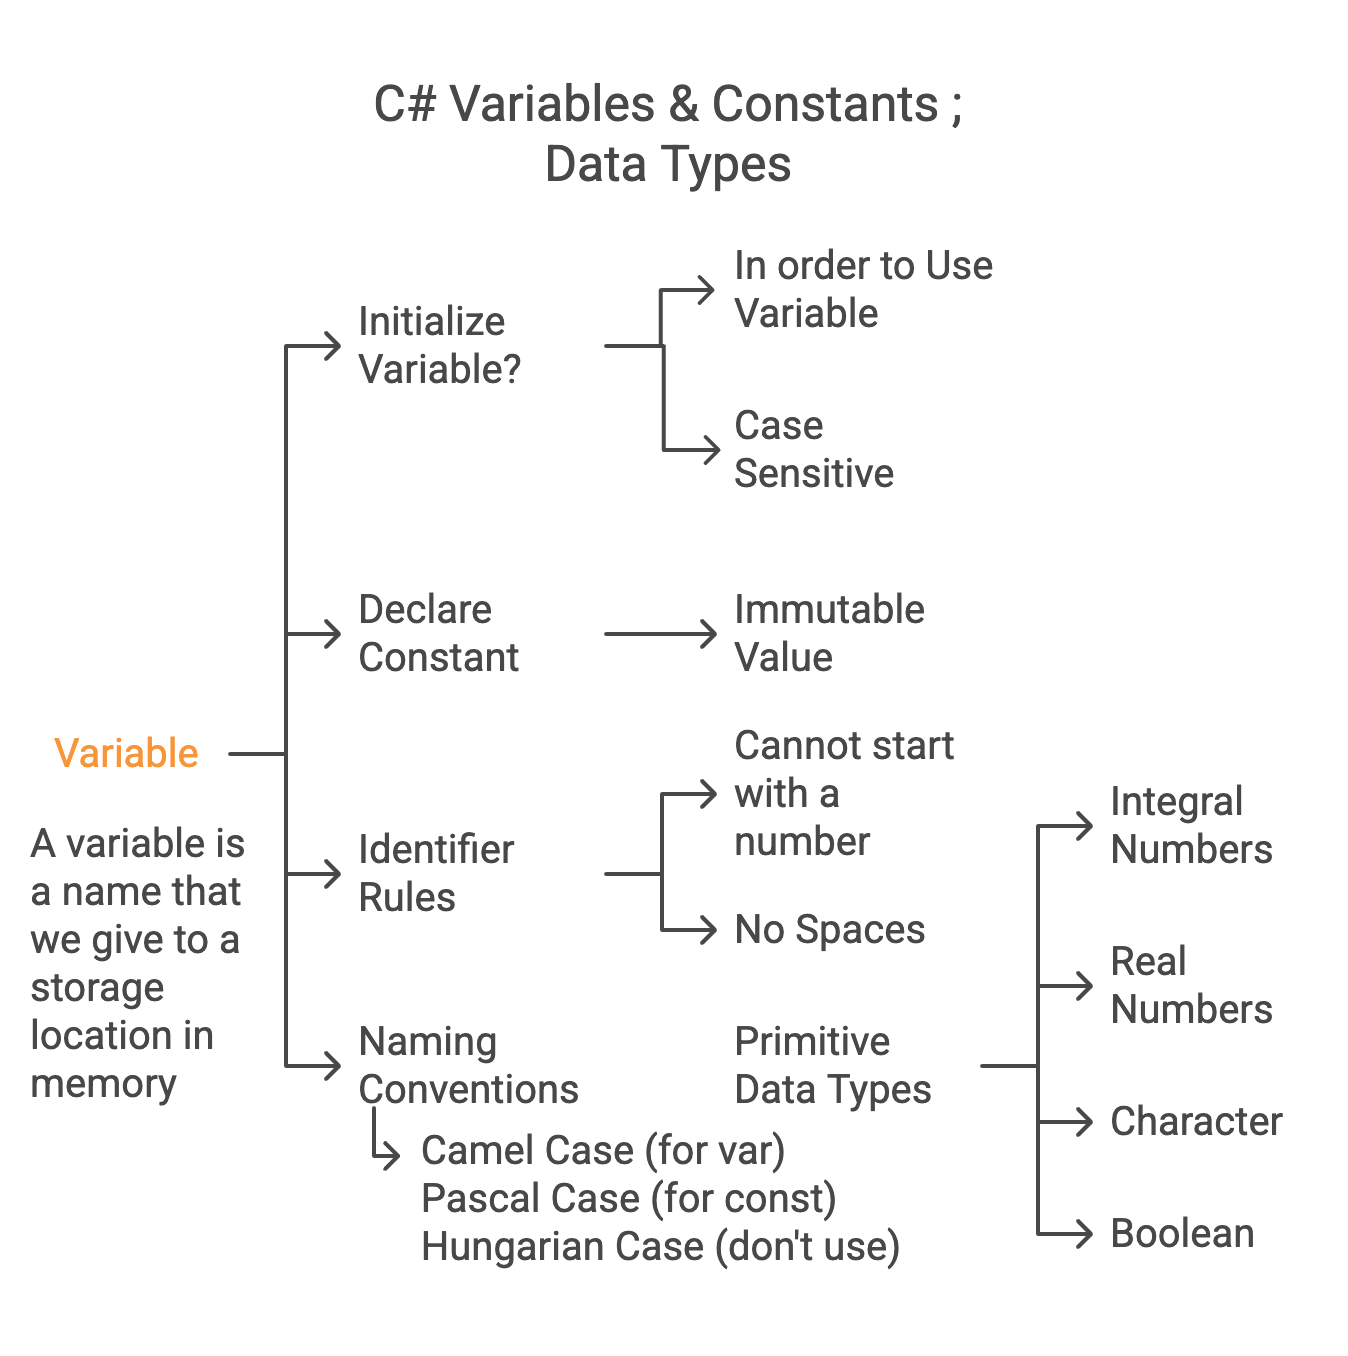 C# Variables & Constants ;
Data Types
In order to Use
Variable
Initialize
Variable?
Case
Sensitive
Declare
Constant
Immutable
Value
Variable
A variable is
a name that
we give to a
storage
location in
memory
Identifier
Rules
Cannot start
with a
number
No Spaces
Naming
Conventions
Camel Case (for var)
Pascal Case (for const)
Hungarian Case (don't use)
Primitive
Data Types
Integral
Numbers
Real
Numbers
Character
Boolean